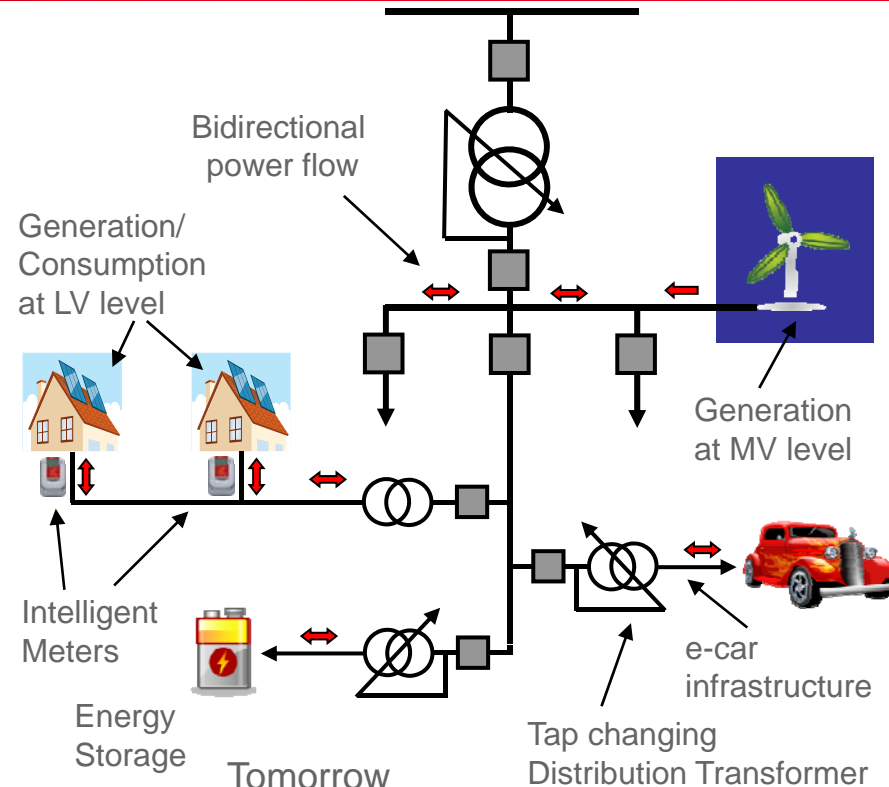 Bidirectional
power flow
Generation/
Consumption
at LV level
Generation
at MV level
Intelligent
Meters
e-car
infrastructure
Energy
Storage
Tap changing
Distribution Transformer
Tomorrow